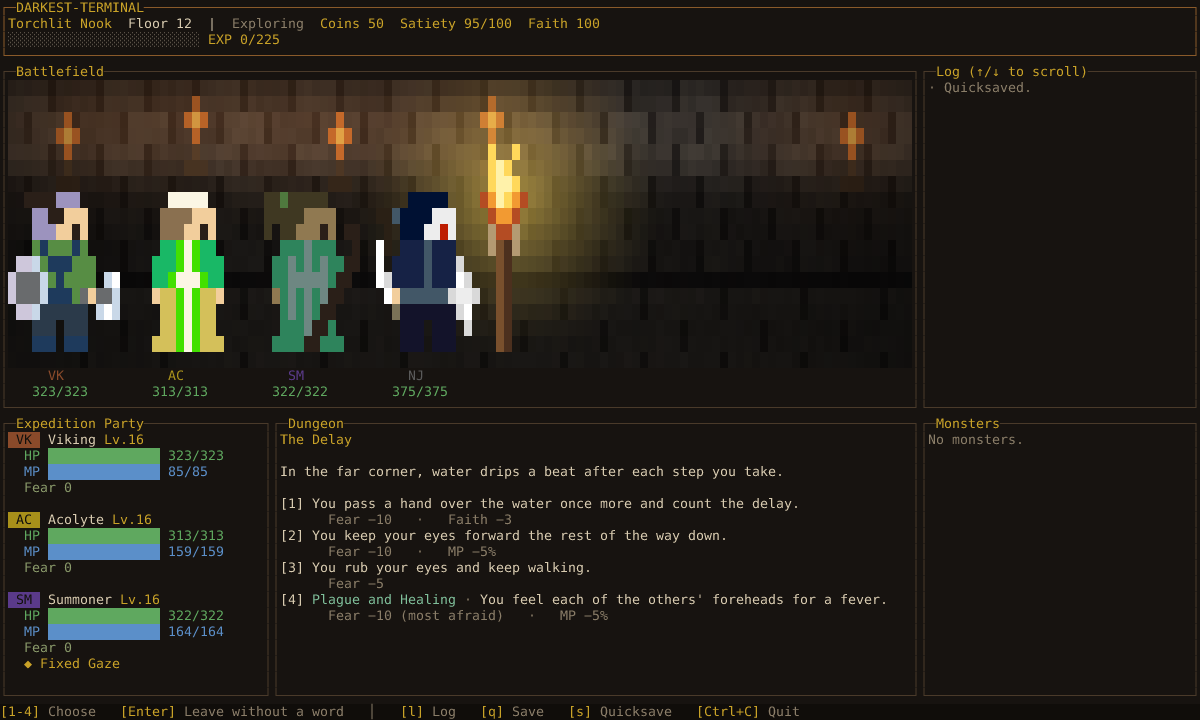 DARKEST-TERMINAL
Torchlit Nook  Floor 12  |  Exploring  Coins 50  Satiety 95/100  Faith 100
EXP 0/225
Battlefield
VK AC SM NJ
323/323 313/313 322/322 375/375
Log (↑/↓ to scroll)
· Quicksaved.
Expedition Party
VK Viking Lv.16
HP 323/323
MP 85/85
Fear 0
AC Acolyte Lv.16
HP 313/313
MP 159/159
Fear 0
SM Summoner Lv.16
HP 322/322
MP 164/164
Fear 0
◆ Fixed Gaze
Dungeon
The Delay
In the far corner, water drips a beat after each step you take.
[1] You pass a hand over the water once more and count the delay.
Fear −10 · Faith −3
[2] You keep your eyes forward the rest of the way down.
Fear −10 · MP −5%
[3] You rub your eyes and keep walking.
Fear −5
[4] Plague and Healing · You feel each of the others' foreheads for a fever.
Fear −10 (most afraid) · MP −5%
Monsters
No monsters.
[1-4] Choose [Enter] Leave without a word │ [l] Log [q] Save [s] Quicksave [Ctrl+C] Quit